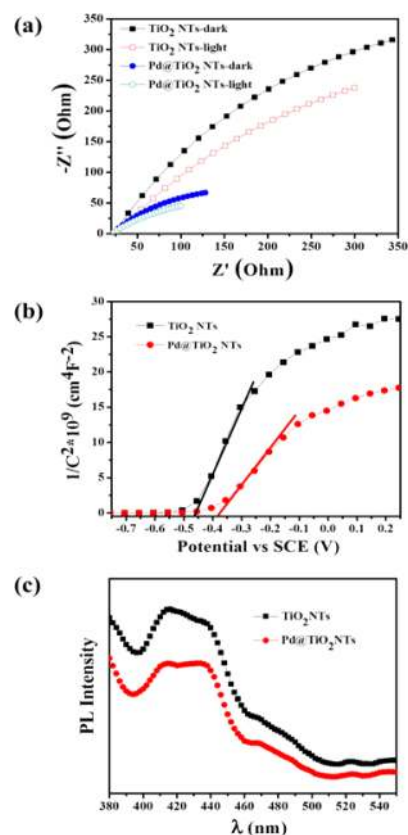 (a)
TiO2 NTs-dark
TiO2 NTs-light
Pd@TiO2 NTs-dark
Pd@TiO2 NTs-light
350
300
250
200
150
100
50
0
-Z'' (Ohm)
50 100 150 200 250 300 350
Z' (Ohm)
(b)
TiO2 NTs
Pd@TiO2 NTs
30
25
20
15
10
5
0
1/C2*10^9 (cm4F-2)
-0.7 -0.6 -0.5 -0.4 -0.3 -0.2 -0.1 0.0 0.1 0.2
Potential vs SCE (V)
(c)
TiO2NTs
Pd@TiO2NTs
PL Intensity
380 400 420 440 460 480 500 520 540
λ (nm)